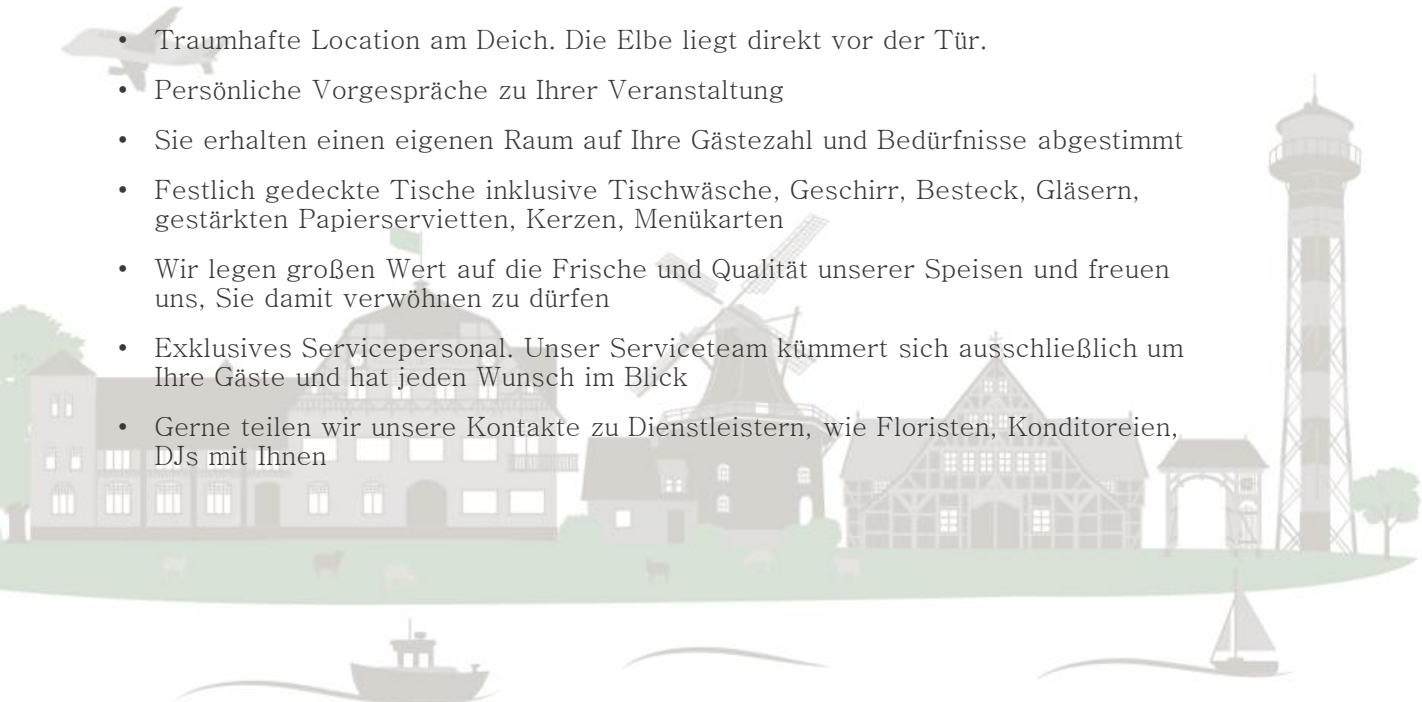 • Traumhafte Location am Deich. Die Elbe liegt direkt vor der Tür.
• Persönliche Vorgespräche zu Ihrer Veranstaltung
• Sie erhalten einen eigenen Raum auf Ihre Gästezahl und Bedürfnisse abgestimmt
• Festlich gedeckte Tische inklusive Tischwäsche, Geschirr, Besteck, Gläsern,
gestärkten Papierservietten, Kerzen, Menükarten
• Wir legen großen Wert auf die Frische und Qualität unserer Speisen und freuen
uns, Sie damit verwöhnen zu dürfen
• Exklusives Servicepersonal. Unser Serviceteam kümmert sich ausschließlich um
Ihre Gäste und hat jeden Wunsch im Blick
• Gerne teilen wir unsere Kontakte zu Dienstleistern, wie Floristen, Konditoreien,
DJs mit Ihnen